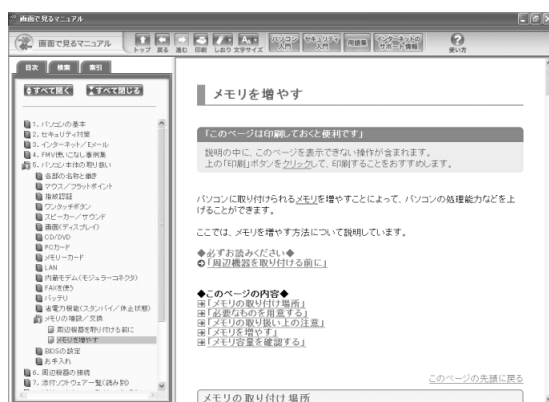 画面で見るマニュアル
画面で見るマニュアル
トップ 戻る 進む 印刷 しおり 文字サイズ
パソコン入門
セキュリティ入門
用語集
インターネットのサポート情報
使い方
目次 検索 索引
すべて開く すべて閉じる
1. パソコンの基本
2. セキュリティ対策
3. インターネット/Eメール
4. FMV使いこなし事例集
5. パソコン本体の取り扱い
各部の名称と働き
マウス/フラットポイント
指紋認証
ワンタッチボタン
スピーカー/サウンド
画面(ディスプレイ)
CD/DVD
PCカード
メモリーカード
LAN
内蔵モデム(モジュラーコネクタ)
FAXを使う
バッテリ
省電力機能(スタンバイ/休止状態)
メモリの増設/交換
周辺機器を取り付ける前に
メモリを増やす
BIOSの設定
お手入れ
6. 周辺機器の接続
7. 添付ソフトウェア一覧(読み別)
メモリを増やす
「このページは印刷しておくと便利です」
説明の中に、このページを表示できない操作が含まれます。
上の「印刷」ボタンをクリックして、印刷することをおすすめします。
パソコンに取り付けられるメモリを増やすことによって、パソコンの処理能力などを上
げることができます。
ここでは、メモリを増やす方法について説明しています。
◆必ずお読みください◆
「周辺機器を取り付ける前に」
◆このページの内容◆
「メモリの取り付け場所」
「必要なものを用意する」
「メモリの取り扱い上の注意」
「メモリを増やす」
「メモリ容量を確認する」
このページの先頭に戻る
メモリの取り付け場所